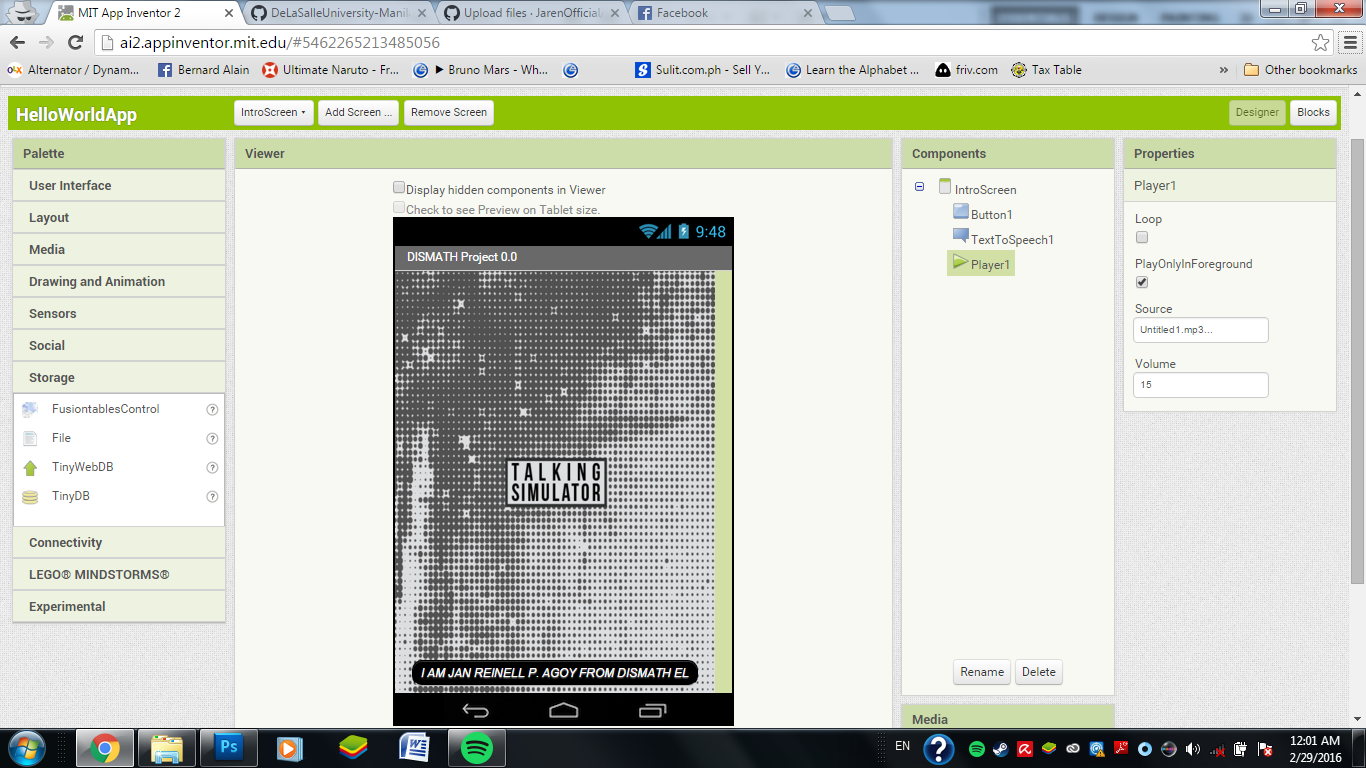 MIT App Inventor 2
DeLaSalleUniversity-Manil
Upload files · JarenOfficial
Facebook
ai2.appinventor.mit.edu/#5462265213485056
Alternator / Dynam...
Bernard Alain
Ultimate Naruto - Fr...
► Bruno Mars - Wh...
Sulit.com.ph - Sell Y...
Learn the Alphabet ...
friv.com
Tax Table
»
Other bookmarks
HelloWorldApp
IntroScreen
Add Screen ...
Remove Screen
Designer
Blocks
Palette
User Interface
Layout
Media
Drawing and Animation
Sensors
Social
Storage
FusiontablesControl
File
TinyWebDB
TinyDB
Connectivity
LEGO® MINDSTORMS®
Experimental
Viewer
Display hidden components in Viewer
Check to see Preview on Tablet size.
9:48
DISMATH Project 0.0
TALKING
SIMULATOR
I AM JAN REINELL P. AGOY FROM DISMATH EL
Components
IntroScreen
Button1
TextToSpeech1
Player1
Rename
Delete
Media
Properties
Player1
Loop
PlayOnlyInForeground
Source
Untitled1.mp3...
Volume
15
Ps
W
EN
12:01 AM
2/29/2016